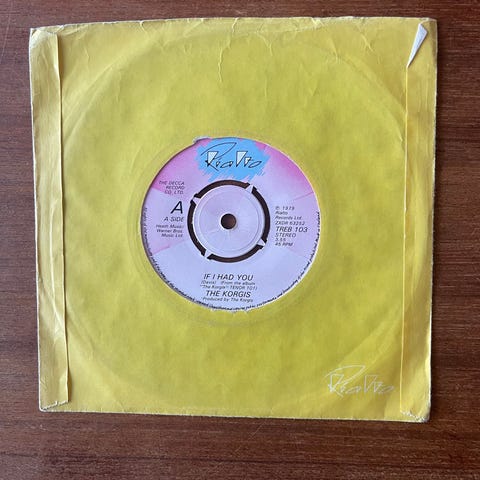 Rialto
THE DECCA
RECORD
CO. LTD.
A
A SIDE
Heath Music/
Warner Bros.
Music Ltd.
℗ 1979
Rialto
Records Ltd.
ZXDR 63252
TREB 103
STEREO
3.55
45 RPM
IF I HAD YOU
(Davis) (From the album
"The Korgis": TENOR 101)
THE KORGIS
Produced by The Korgis
Rialto